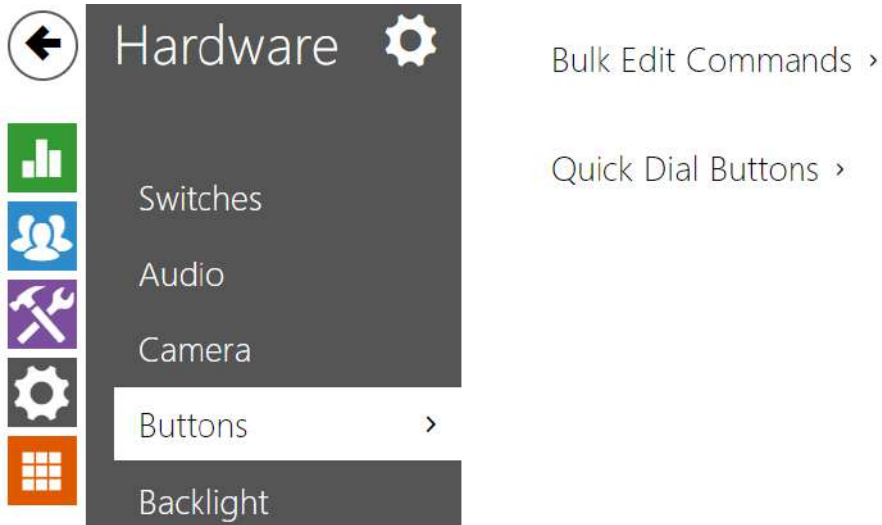 Hardware
Switches
Audio
Camera
Buttons ›
Backlight
Bulk Edit Commands ›
Quick Dial Buttons ›